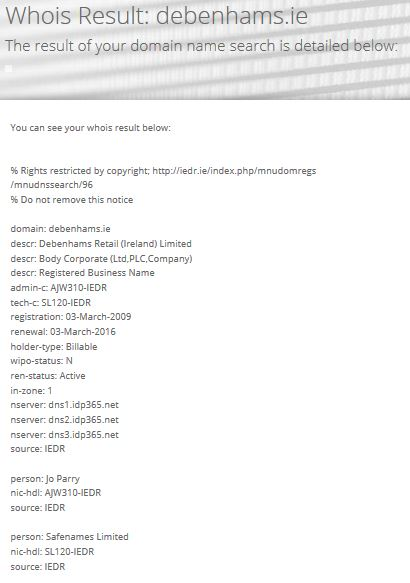 Whois Result: debenhams.ie
The result of your domain name search is detailed below:
You can see your whois result below:
% Rights restricted by copyright; http://iedr.ie/index.php/mnudomregs
/mnudnssearch/96
% Do not remove this notice
domain: debenhams.ie
descr: Debenhams Retail (Ireland) Limited
descr: Body Corporate (Ltd,PLC,Company)
descr: Registered Business Name
admin-c: AJW310-IEDR
tech-c: SL120-IEDR
registration: 03-March-2009
renewal: 03-March-2016
holder-type: Billable
wipo-status: N
ren-status: Active
in-zone: 1
nserver: dns1.idp365.net
nserver: dns2.idp365.net
nserver: dns3.idp365.net
source: IEDR
person: Jo Parry
nic-hdl: AJW310-IEDR
source: IEDR
person: Safenames Limited
nic-hdl: SL120-IEDR
source: IEDR